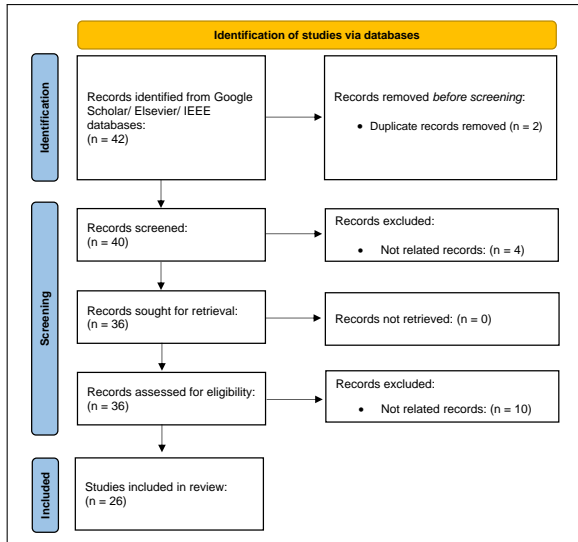 Identification of studies via databases
Identification
Records identified from Google
Scholar/ Elsevier/ IEEE
databases:
(n = 42)
Records removed before screening:
• Duplicate records removed (n = 2)
Screening
Records screened:
(n = 40)
Records excluded:
• Not related records: (n = 4)
Records sought for retrieval:
(n = 36)
Records not retrieved: (n = 0)
Records assessed for eligibility:
(n = 36)
Records excluded:
• Not related records: (n = 10)
Included
Studies included in review:
(n = 26)